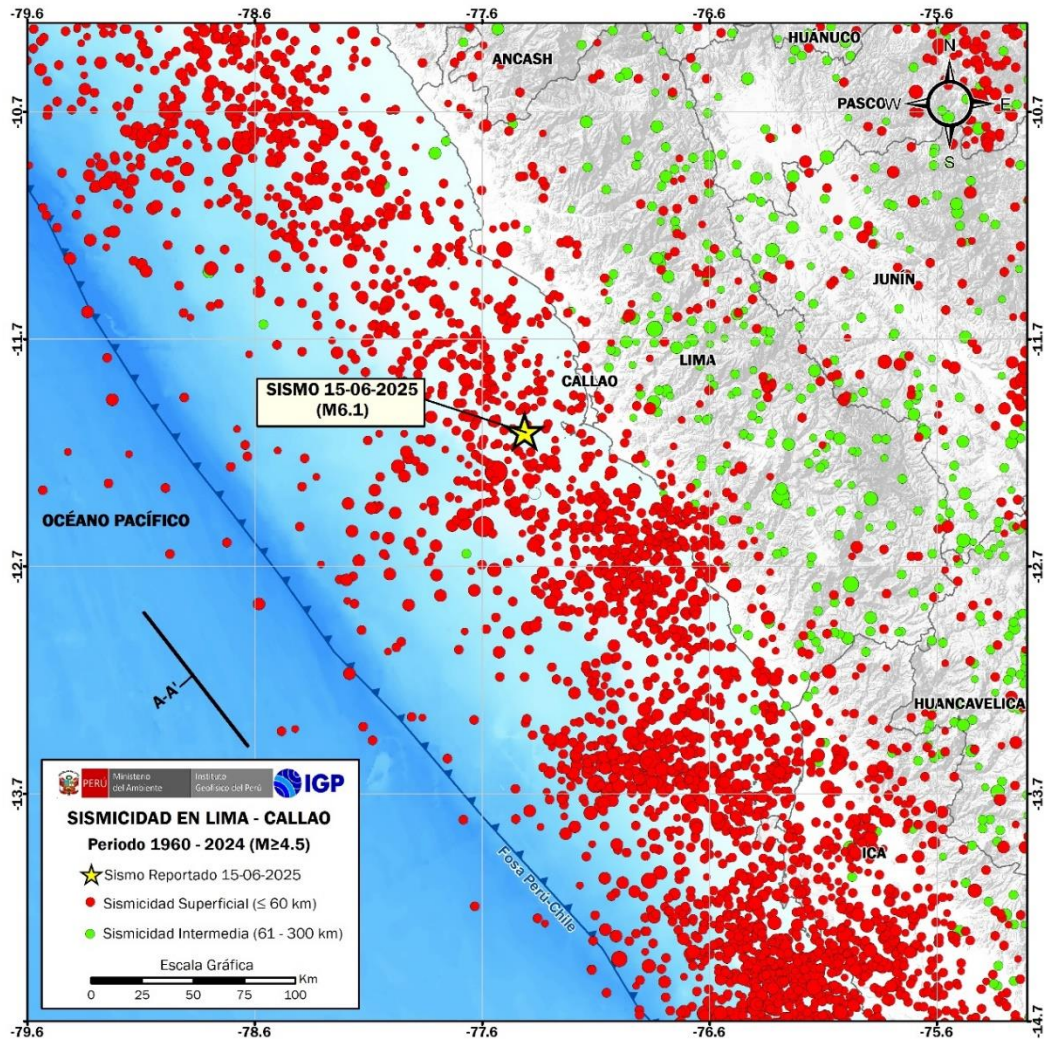 -79.6
-78.6
-77.6
-76.6
-75.6
ANCASH
HUÁNUCO
N
PASCO
W
E
S
-10.7
-10.7
JUNÍN
-11.7
-11.7
LIMA
CALLAO
SISMO 15-06-2025
(M6.1)
OCÉANO PACÍFICO
-12.7
-12.7
A-A'
HUANCAVELICA
PERÚ
Ministerio
del Ambiente
Instituto
Geofísico del Perú
IGP
-13.7
-13.7
SISMICIDAD EN LIMA - CALLAO
Periodo 1960 - 2024 (M≥4.5)
Sismo Reportado 15-06-2025
Sismicidad Superficial (≤ 60 km)
Sismicidad Intermedia (61 - 300 km)
Escala Gráfica
Km
0 25 50 75 100
Fosa Perú-Chile
ICA
-14.7
-14.7
-79.6
-78.6
-77.6
-76.6
-75.6